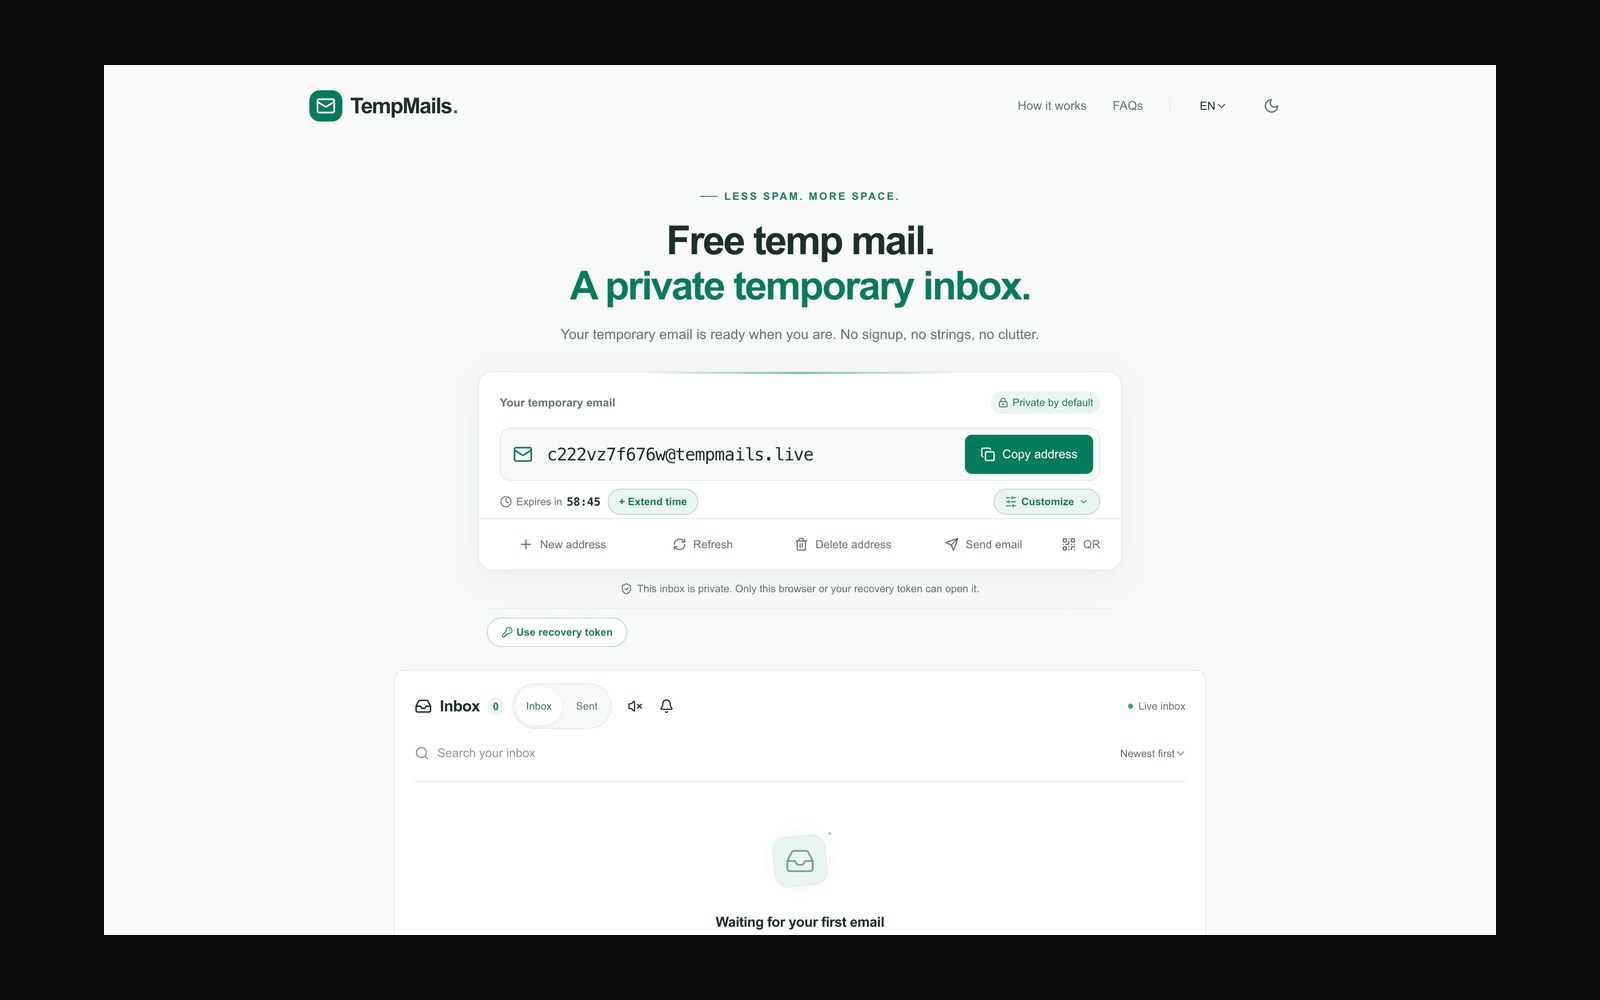 TempMails.
How it works
FAQs
EN
LESS SPAM. MORE SPACE.
Free temp mail.
A private temporary inbox.
Your temporary email is ready when you are. No signup, no strings, no clutter.
Your temporary email
Private by default
c222vz7f676w@tempmails.live
Copy address
Expires in 58:45
+ Extend time
Customize
New address
Refresh
Delete address
Send email
QR
This inbox is private. Only this browser or your recovery token can open it.
Use recovery token
Inbox 0
Inbox
Sent
Live inbox
Search your inbox
Newest first
Waiting for your first email